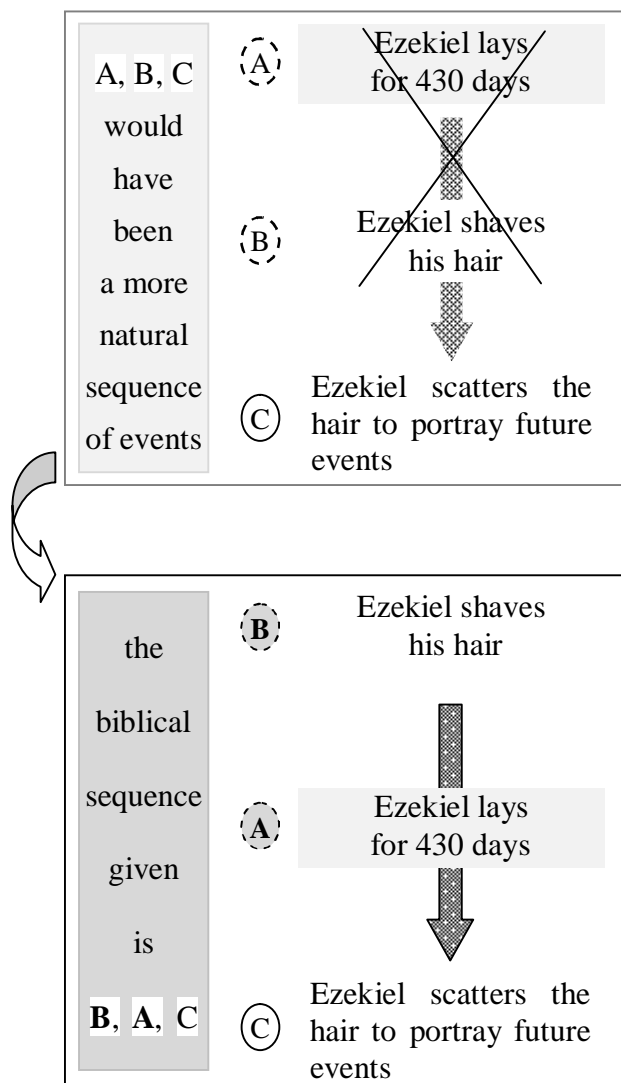 A, B, C
would
have
been
a more
natural
sequence
of events
A
Ezekiel lays
for 430 days
B
Ezekiel shaves
his hair
C
Ezekiel scatters the
hair to portray future
events
the
biblical
sequence
given
is
B, A, C
B
Ezekiel shaves
his hair
A
Ezekiel lays
for 430 days
C
Ezekiel scatters the
hair to portray future
events